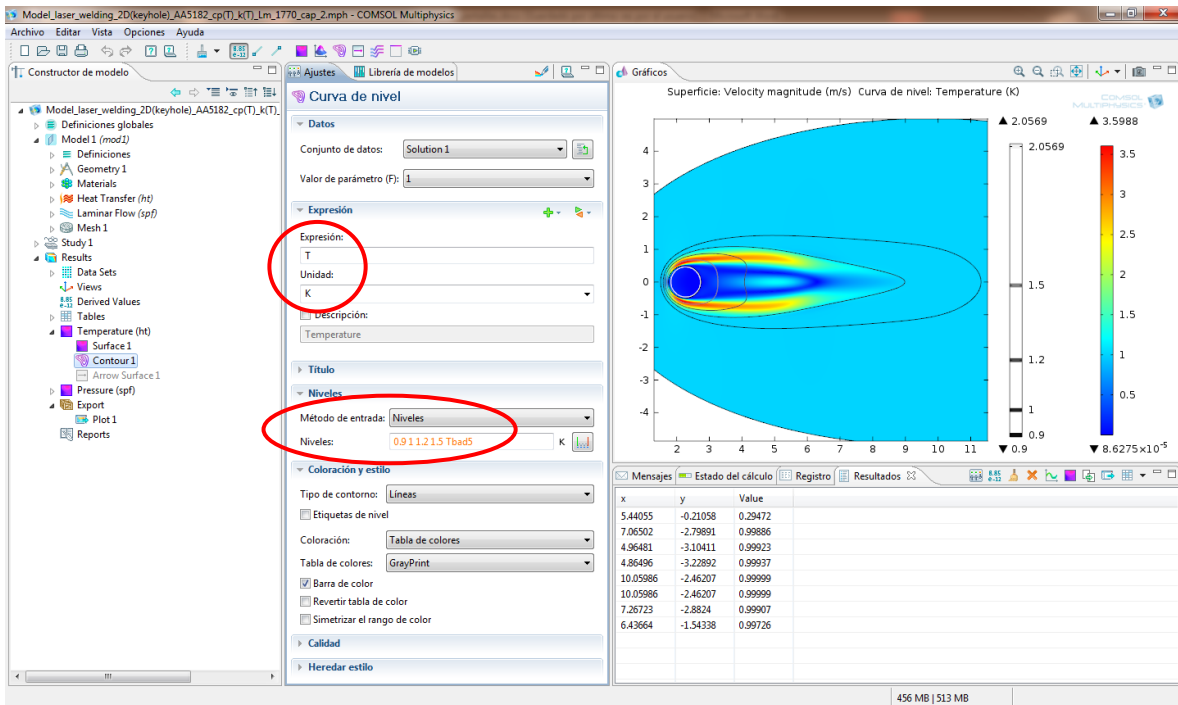 Model_laser_welding_2D(keyhole)_AA5182_cp(T)_k(T)_Lm_1770_cap_2.mph - COMSOL Multiphysics
Archivo Editar Vista Opciones Ayuda
Constructor de modelo
Model_laser_welding_2D(keyhole)_AA5182_cp(T)_k(T)_
Definiciones globales
Model 1 (mod1)
Definiciones
Geometry 1
Materials
Heat Transfer (ht)
Laminar Flow (spf)
Mesh 1
Study 1
Results
Data Sets
Views
8.85 e-12 Derived Values
Tables
Temperature (ht)
Surface 1
Contour 1
Arrow Surface 1
Pressure (spf)
Export
Plot 1
Reports
Ajustes Librería de modelos
Curva de nivel
Datos
Conjunto de datos: Solution 1
Valor de parámetro (F): 1
Expresión
Expresión:
T
Unidad:
K
Descripción:
Temperature
Título
Niveles
Método de entrada: Niveles
Niveles: 0.9 1 1.2 1.5 Tbad5 K
Coloración y estilo
Tipo de contorno: Líneas
Etiquetas de nivel
Coloración: Tabla de colores
Tabla de colores: GrayPrint
Barra de color
Revertir tabla de color
Simetrizar el rango de color
Calidad
Heredar estilo
Gráficos
Superficie: Velocity magnitude (m/s) Curva de nivel: Temperature (K)
COMSOL
MULTIPHYSICS
▲ 2.0569 ▲ 3.5988
4
3
2
1
0
-1
-2
-3
-4
2 3 4 5 6 7 8 9 10 11
2.0569
1.5
1.2
1
0.9
▼ 0.9
3.5
3
2.5
2
1.5
1
0.5
▼ 8.6275×10⁻⁵
Mensajes Estado del cálculo Registro Resultados
x y Value
5.44055 -0.21058 0.29472
7.06502 -2.79891 0.99886
4.96481 -3.10411 0.99923
4.86496 -3.22892 0.99937
10.05986 -2.46207 0.99999
10.05986 -2.46207 0.99999
7.26723 -2.8824 0.99907
6.43664 -1.54338 0.99726
456 MB | 513 MB